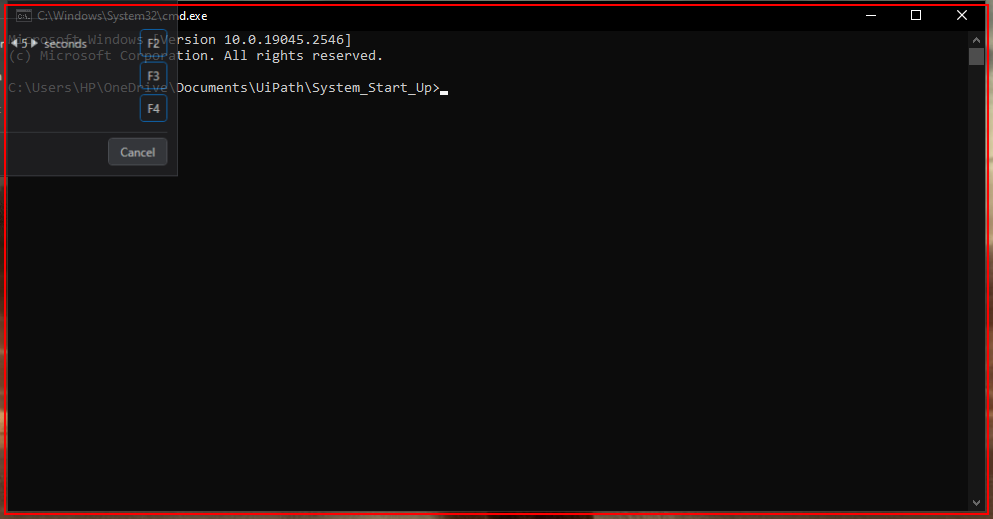 C:\Windows\System32\cmd.exe
Microsoft Windows [Version 10.0.19045.2546]
(c) Microsoft Corporation. All rights reserved.
C:\Users\HP\OneDrive\Documents\UiPath\System_Start_Up>
5 seconds
F2
F3
F4
Cancel